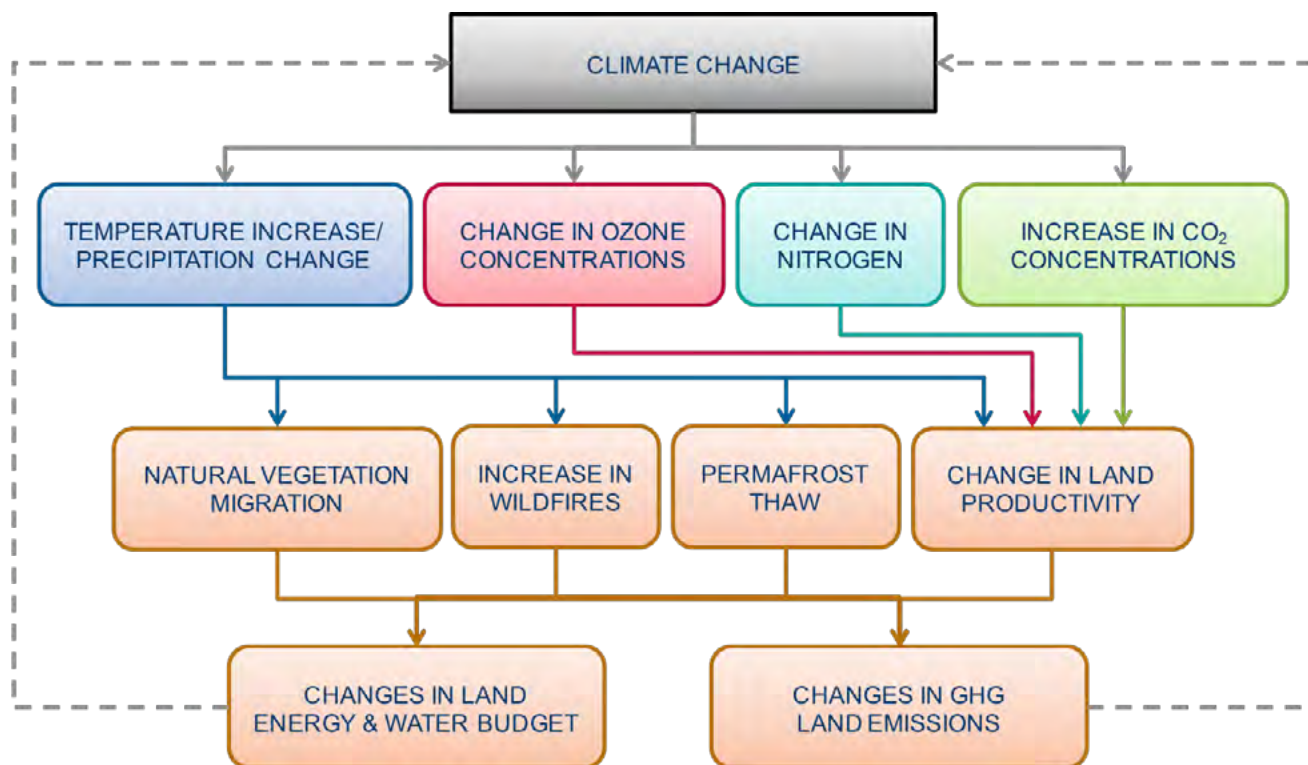 CLIMATE CHANGE
TEMPERATURE INCREASE/
PRECIPITATION CHANGE
CHANGE IN OZONE
CONCENTRATIONS
CHANGE IN
NITROGEN
INCREASE IN CO₂
CONCENTRATIONS
NATURAL VEGETATION
MIGRATION
INCREASE IN
WILDFIRES
PERMAFROST
THAW
CHANGE IN LAND
PRODUCTIVITY
CHANGES IN LAND
ENERGY & WATER BUDGET
CHANGES IN GHG
LAND EMISSIONS